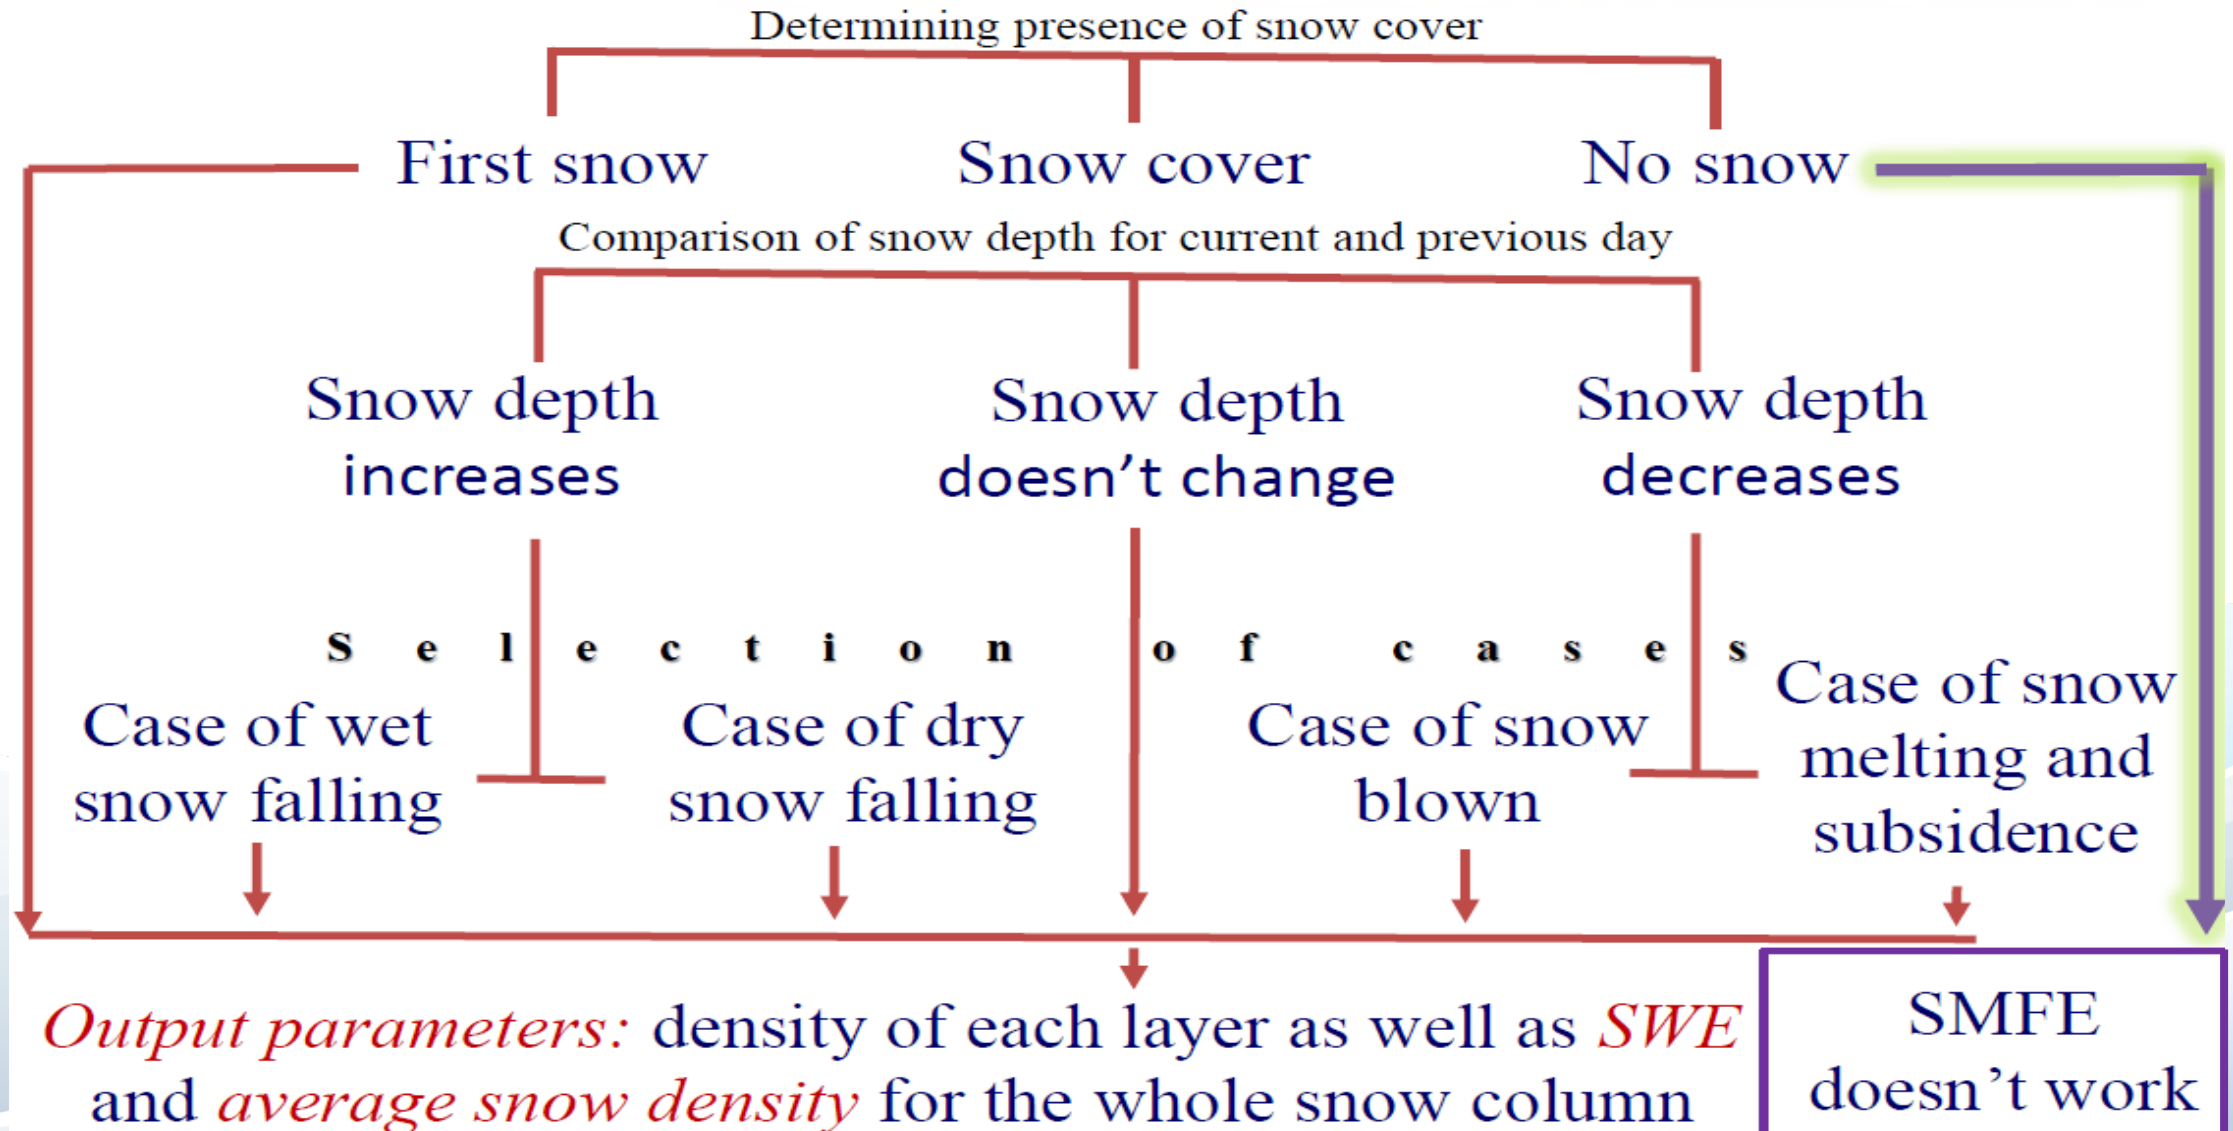 Determining presence of snow cover
First snow
Snow cover
No snow
Comparison of snow depth for current and previous day
Snow depth
increases
Snow depth
doesn’t change
Snow depth
decreases
Selection of cases
Case of wet
snow falling
Case of dry
snow falling
Case of snow
blown
Case of snow
melting and
subsidence
Output parameters: density of each layer as well as SWE
and average snow density for the whole snow column
SMFE
doesn’t work